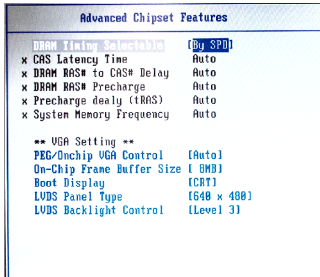 Advanced Chipset Features
DRAM Timing Selectable [By SPD]
x CAS Latency Time Auto
x DRAM RAS# to CAS# Delay Auto
x DRAM RAS# Precharge Auto
x Precharge dealy (tRAS) Auto
x System Memory Frequency Auto
** VGA Setting **
PEG/Onchip VGA Control [Auto]
On-Chip Frame Buffer Size [ 8MB]
Boot Display [CRT]
LVDS Panel Type [640 x 480]
LVDS Backlight Control [Level 3]